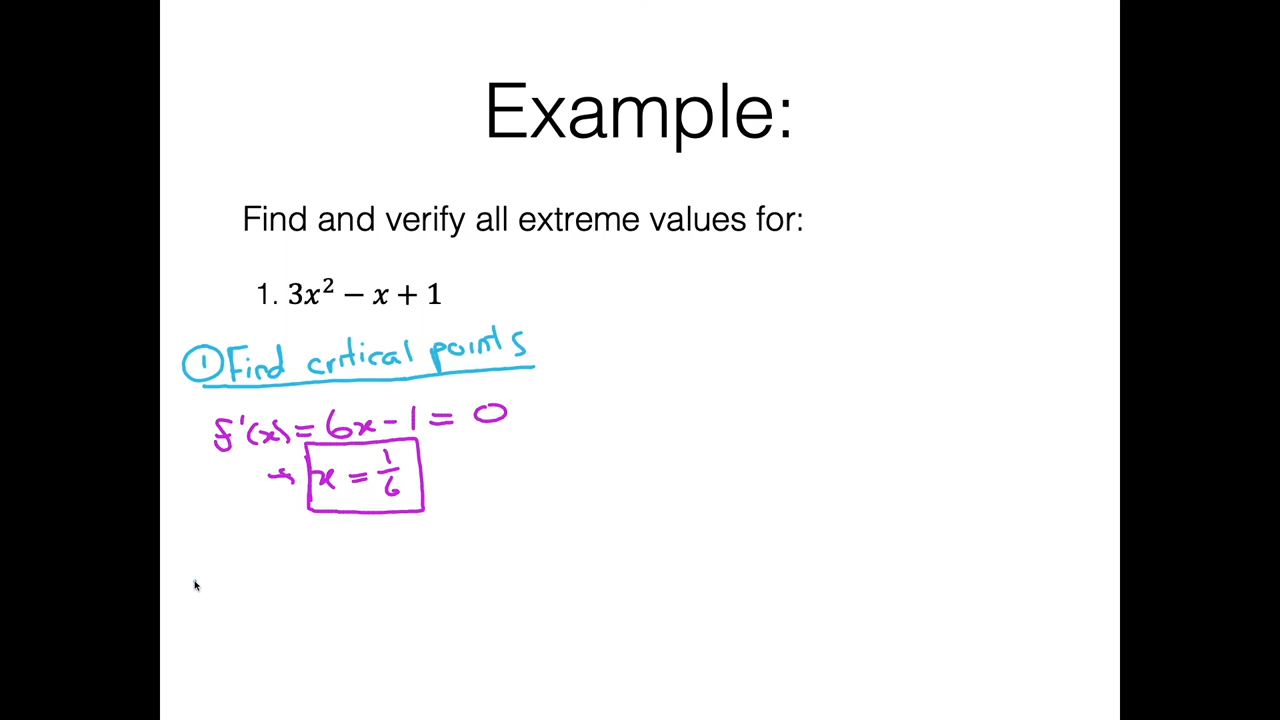 Example:
Find and verify all extreme values for:
1. 3x² − x + 1
① Find critical points
f'(x) = 6x - 1 = 0
→ x = 1/6